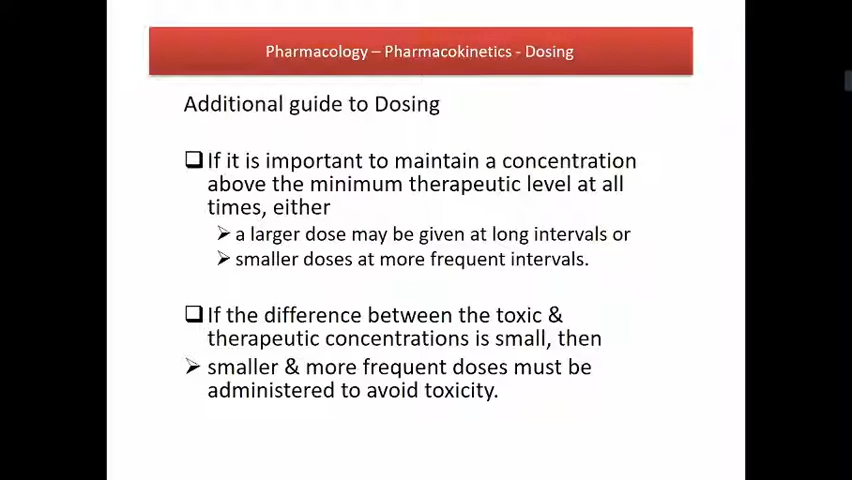 Pharmacology – Pharmacokinetics - Dosing
Additional guide to Dosing
If it is important to maintain a concentration
above the minimum therapeutic level at all
times, either
a larger dose may be given at long intervals or
smaller doses at more frequent intervals.
If the difference between the toxic &
therapeutic concentrations is small, then
smaller & more frequent doses must be
administered to avoid toxicity.